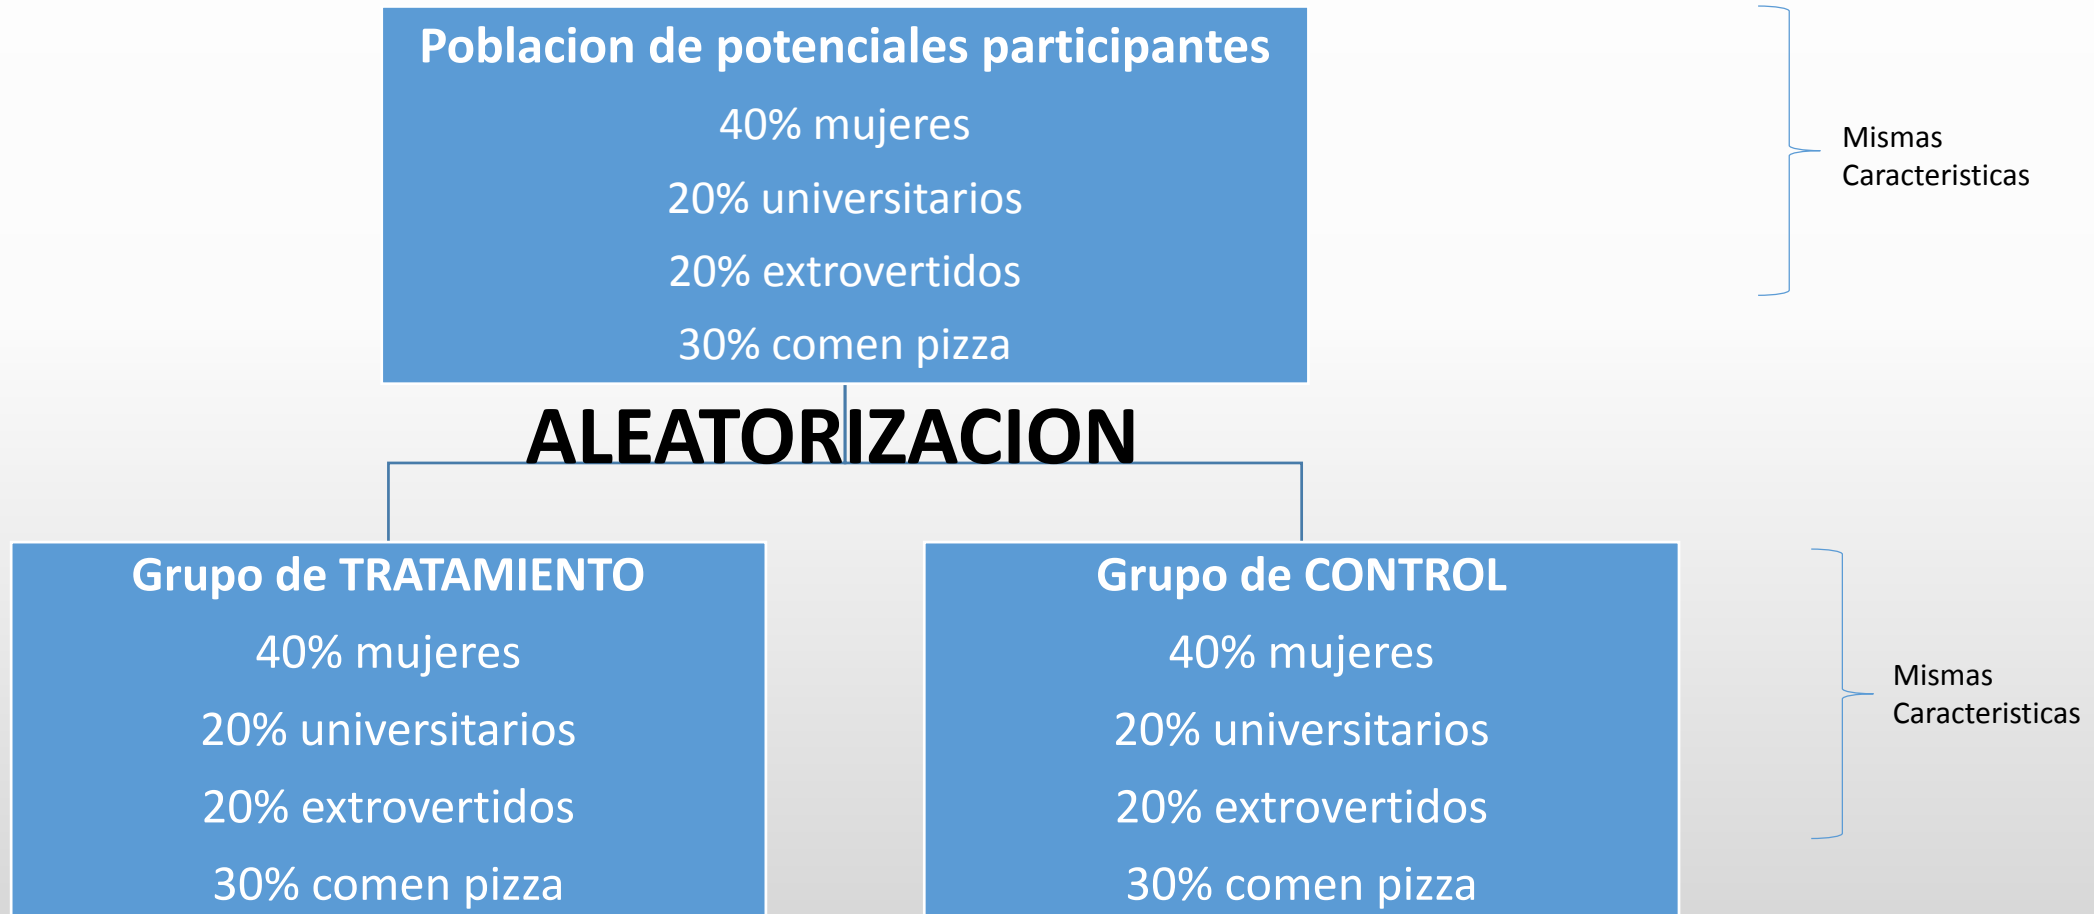 Poblacion de potenciales participantes
40% mujeres
20% universitarios
20% extrovertidos
30% comen pizza
Mismas
Caracteristicas
ALEATORIZACION
Grupo de TRATAMIENTO
40% mujeres
20% universitarios
20% extrovertidos
30% comen pizza
Grupo de CONTROL
40% mujeres
20% universitarios
20% extrovertidos
30% comen pizza
Mismas
Caracteristicas